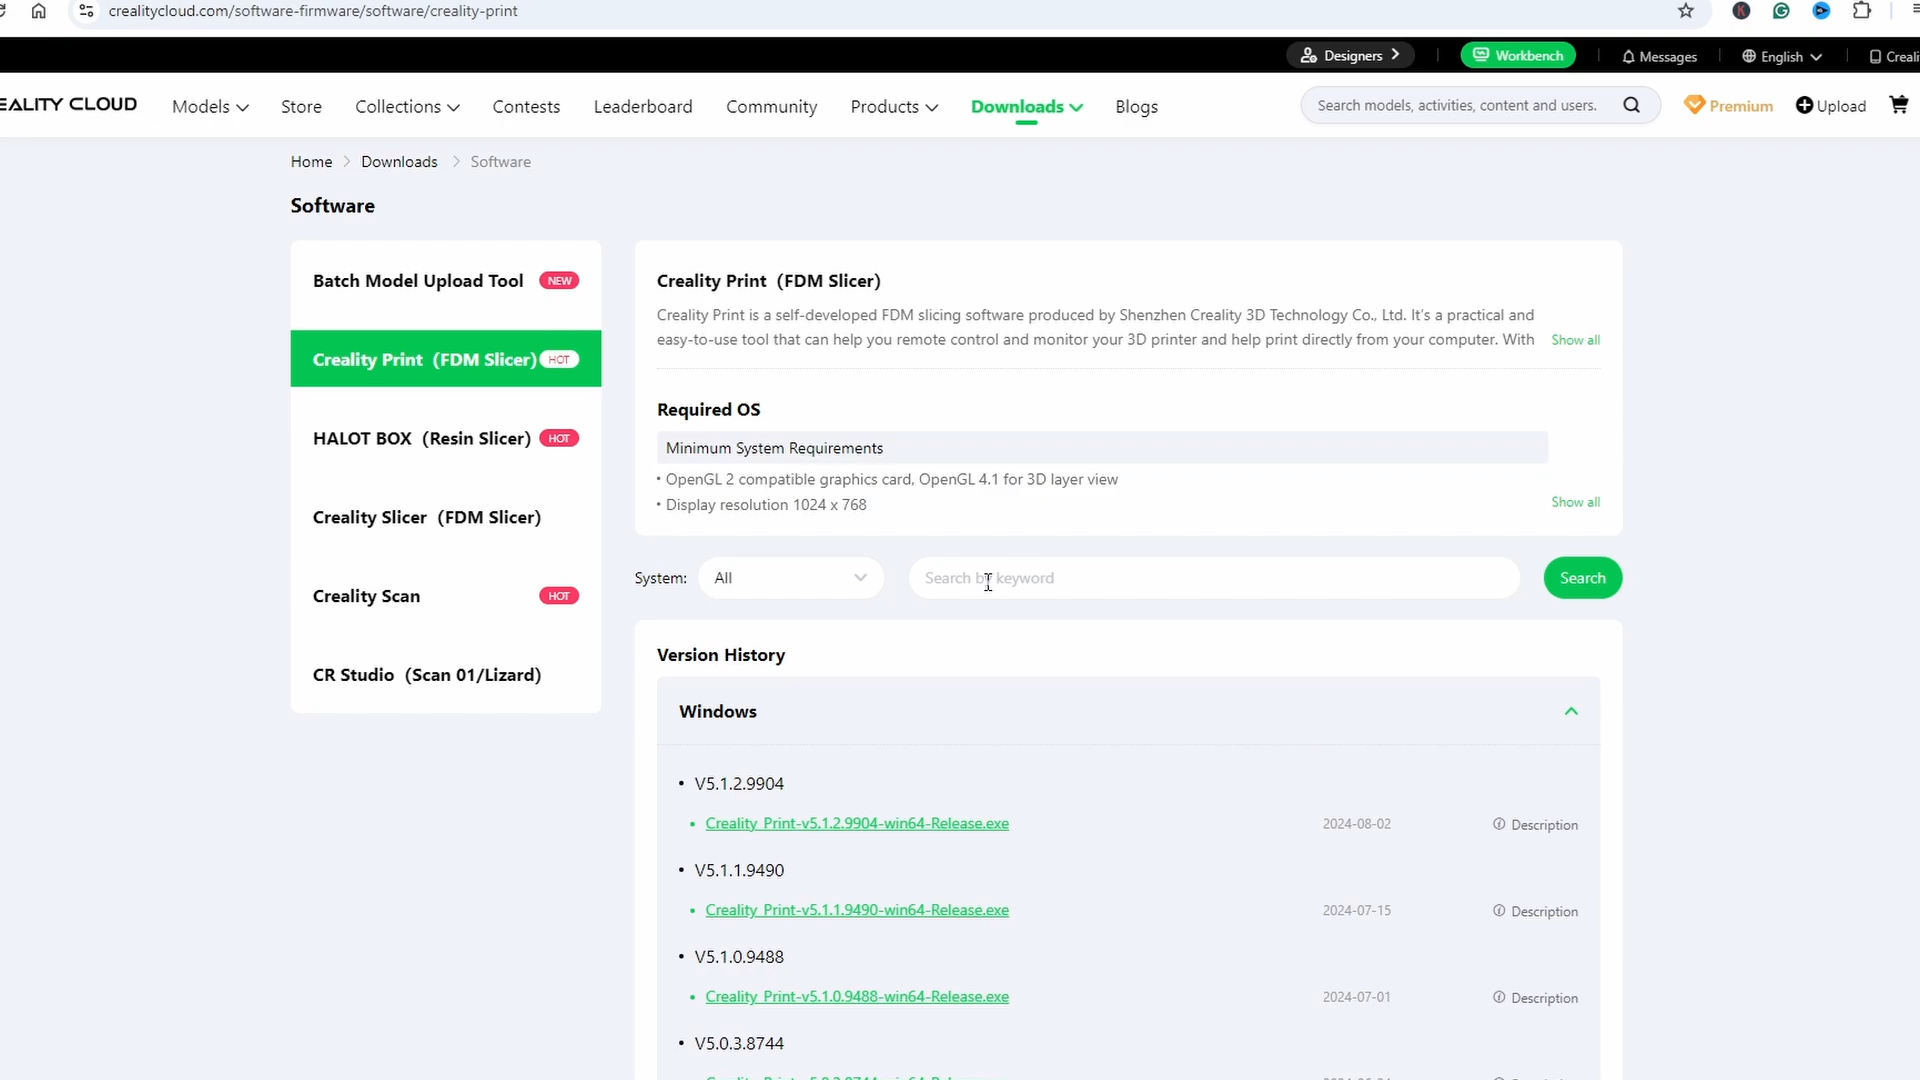 crealitycloud.com/software-firmware/software/creality-print
Designers
Workbench
Messages
English
Creali
EALITY CLOUD
Models
Store
Collections
Contests
Leaderboard
Community
Products
Downloads
Blogs
Search models, activities, content and users.
Premium
Upload
Home > Downloads > Software
Software
Batch Model Upload Tool NEW
Creality Print（FDM Slicer） HOT
HALOT BOX（Resin Slicer） HOT
Creality Slicer（FDM Slicer）
Creality Scan HOT
CR Studio（Scan 01/Lizard）
Creality Print（FDM Slicer）
Creality Print is a self-developed FDM slicing software produced by Shenzhen Creality 3D Technology Co., Ltd. It's a practical and
easy-to-use tool that can help you remote control and monitor your 3D printer and help print directly from your computer. With
Show all
Required OS
Minimum System Requirements
• OpenGL 2 compatible graphics card, OpenGL 4.1 for 3D layer view
• Display resolution 1024 x 768
Show all
System: All
Search by keyword
Search
Version History
Windows
• V5.1.2.9904
• Creality_Print-v5.1.2.9904-win64-Release.exe 2024-08-02 Description
• V5.1.1.9490
• Creality_Print-v5.1.1.9490-win64-Release.exe 2024-07-15 Description
• V5.1.0.9488
• Creality_Print-v5.1.0.9488-win64-Release.exe 2024-07-01 Description
• V5.0.3.8744